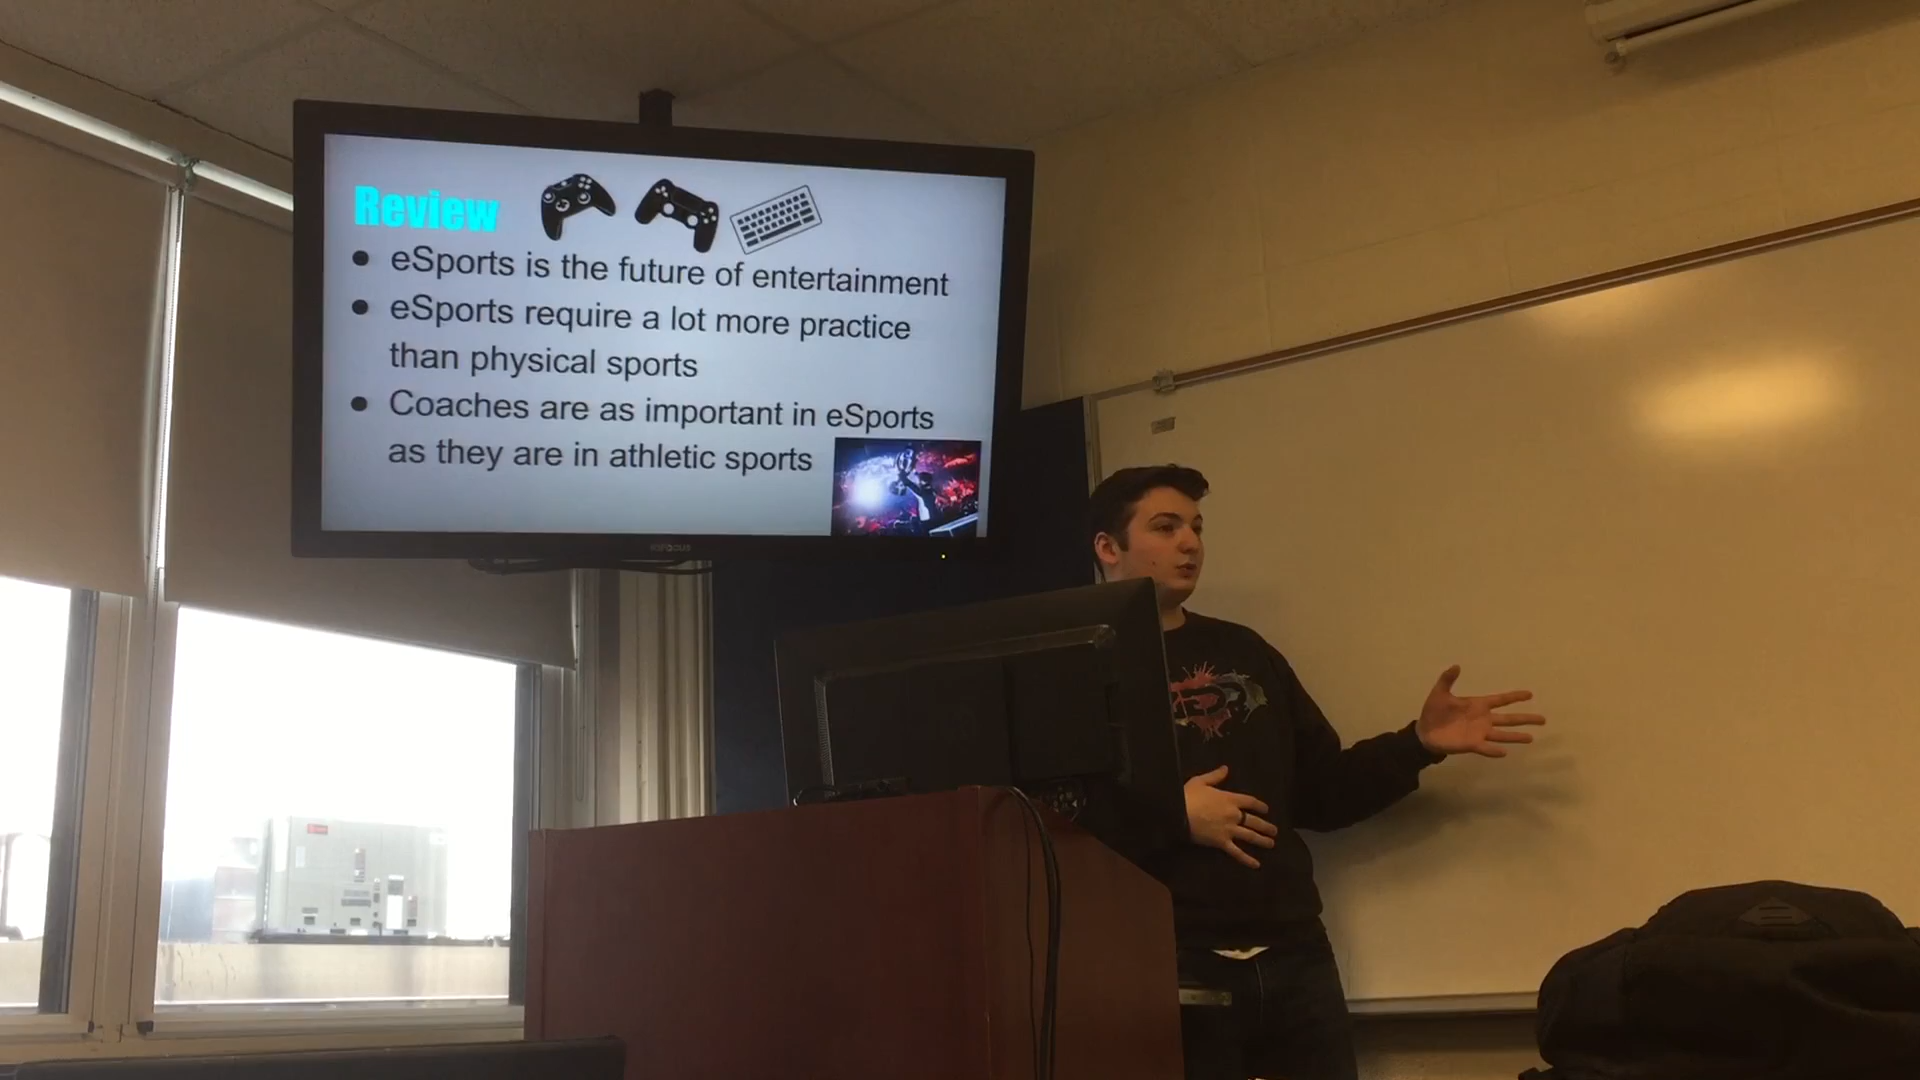 Review
• eSports is the future of entertainment
• eSports require a lot more practice
than physical sports
• Coaches are as important in eSports
as they are in athletic sports